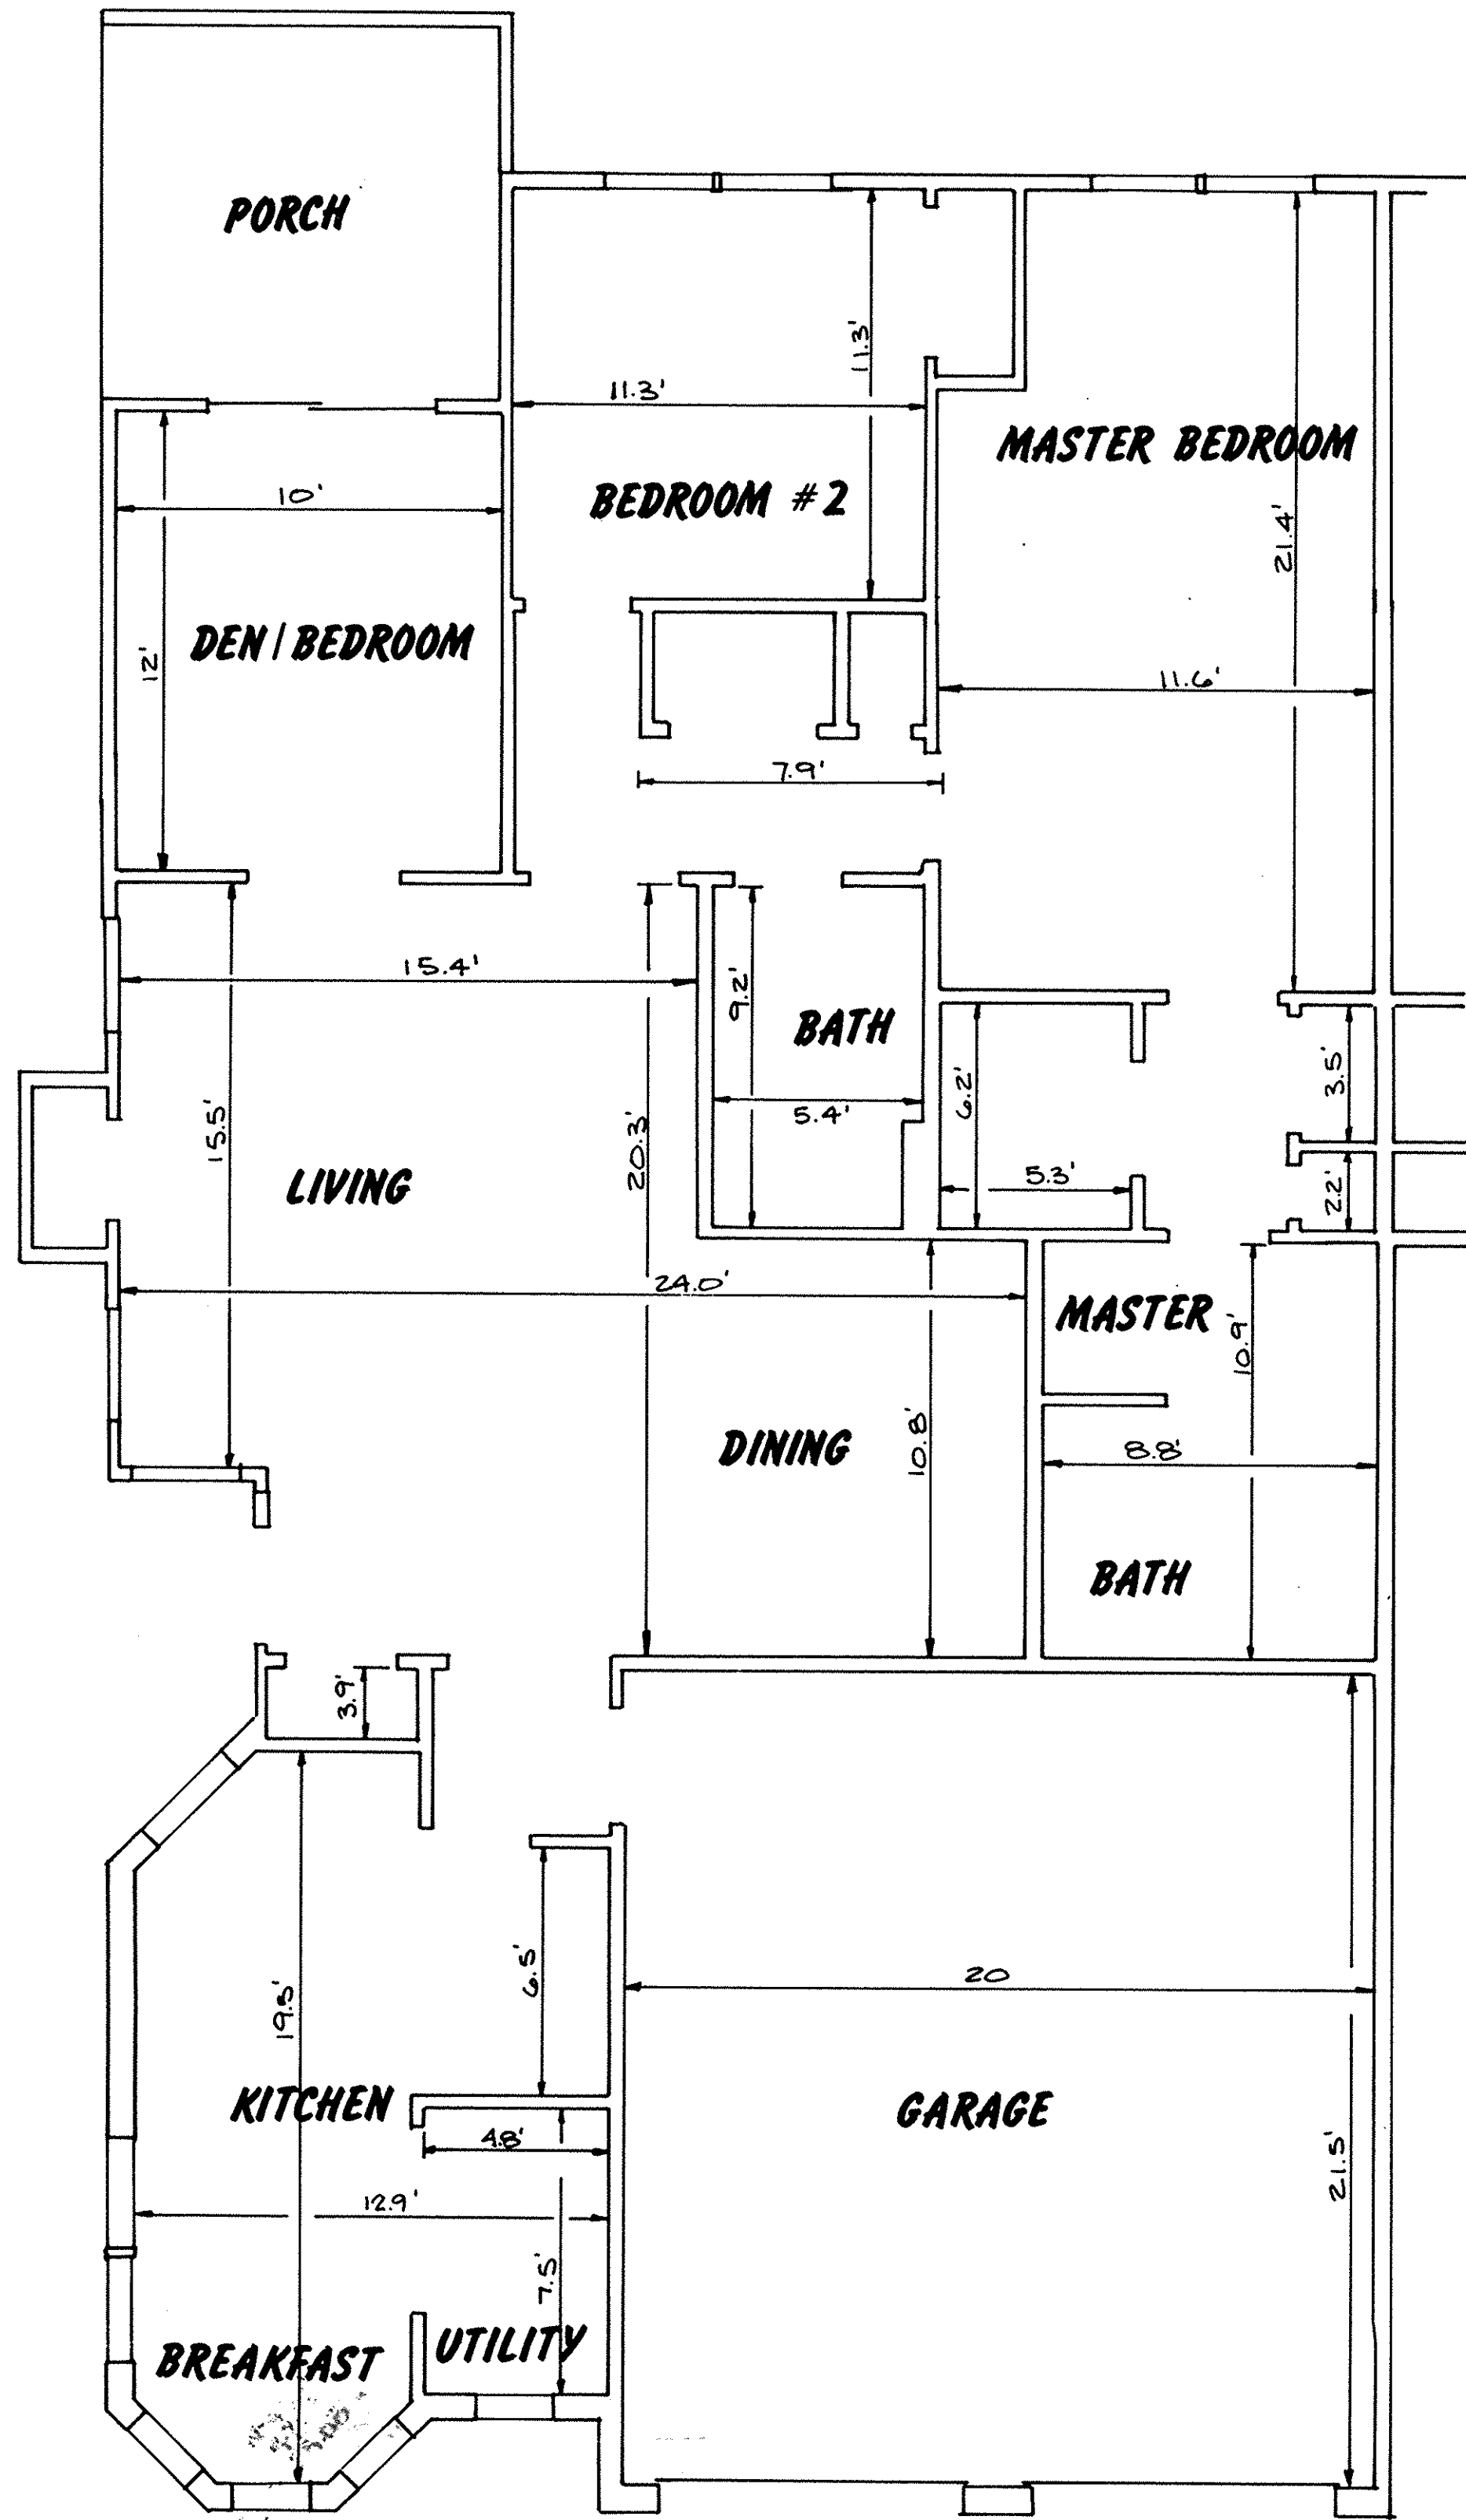 PORCH
11.3'
11.3'
MASTER BEDROOM
10'
BEDROOM #2
21.4'
DEN/BEDROOM
12'
11.6'
7.9'
15.4'
9.2'
BATH
15.5'
20.3'
5.4'
6.2'
3.5'
LIVING
5.3'
2.2'
24.0'
MASTER
10.9'
DINING
10.8'
8.8'
BATH
3.9'
6.5'
20
19.5'
KITCHEN
GARAGE
4.8'
21.5'
12.9'
7.5'
BREAKFAST
UTILITY